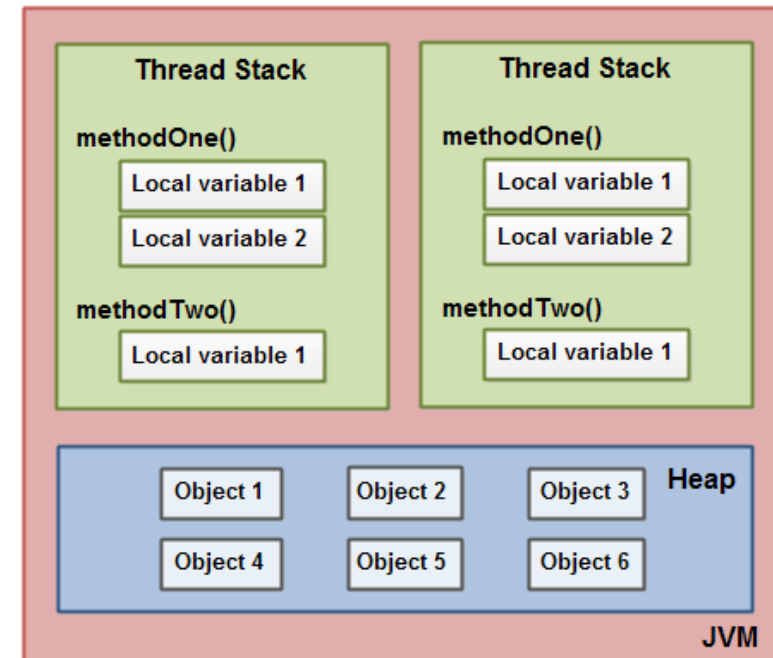 Thread Stack
methodOne()
Local variable 1
Local variable 2
methodTwo()
Local variable 1
Thread Stack
methodOne()
Local variable 1
Local variable 2
methodTwo()
Local variable 1
Heap
Object 1
Object 2
Object 3
Object 4
Object 5
Object 6
JVM